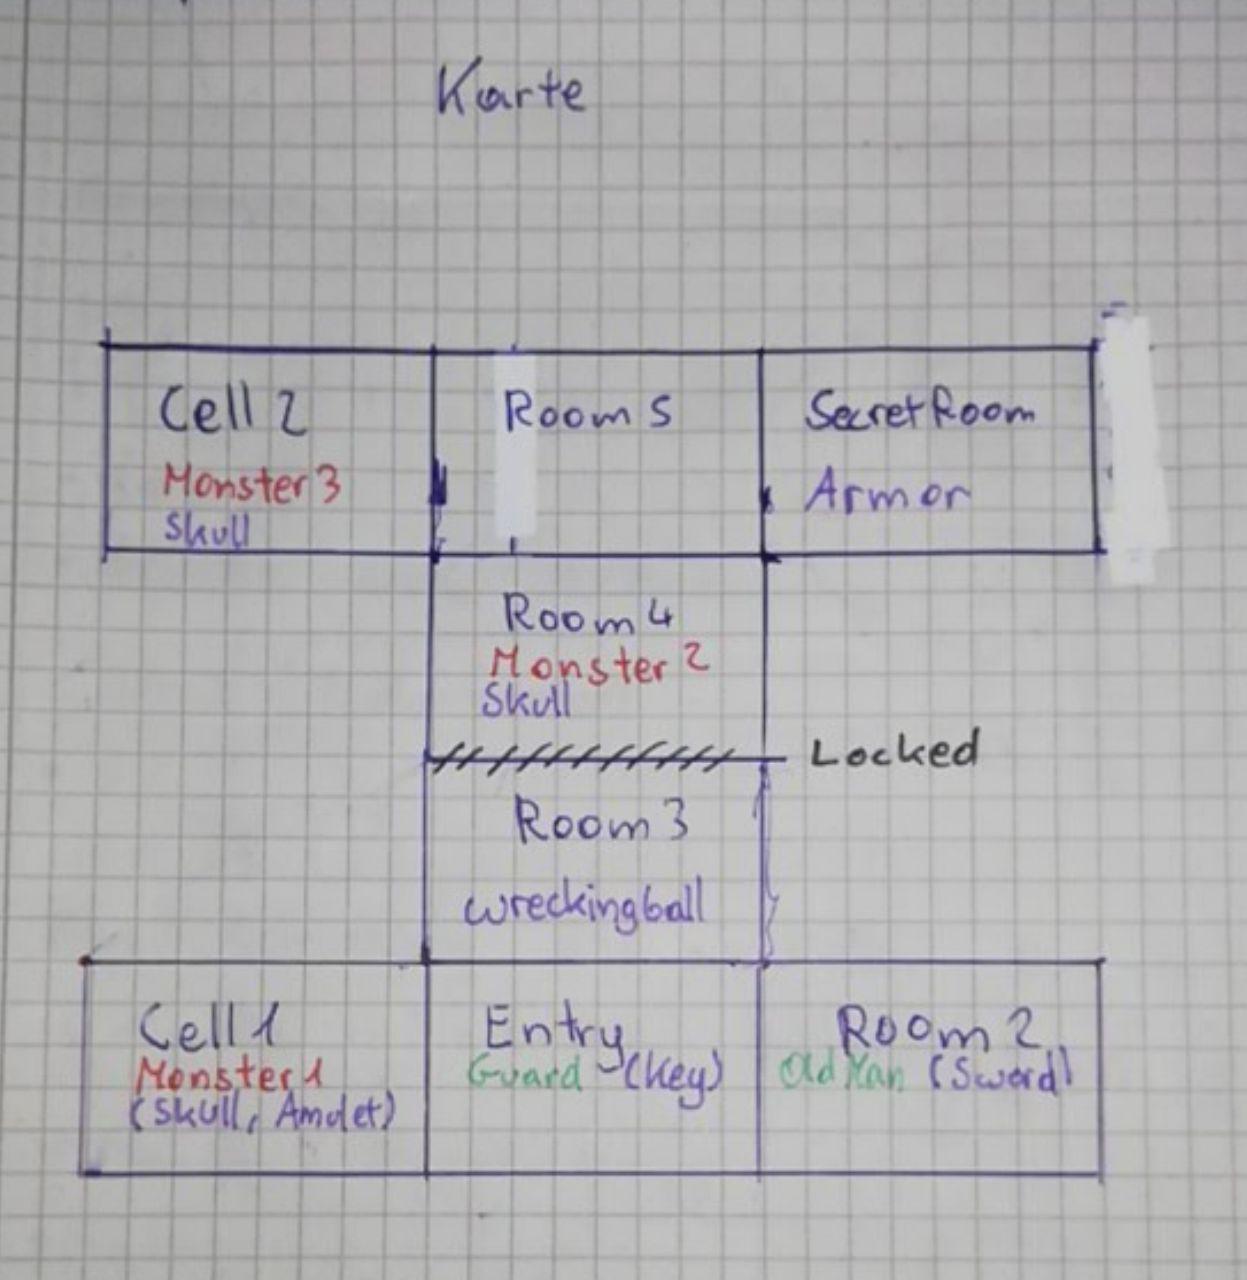 Karte
Cell 2
Monster 3
Skull
Room 5
Secret Room
Armor
Room 4
Monster 2
Skull
Locked
Room 3
wreckingball
Cell 1
Monster 1
(Skull, Amulet)
Entry
Guard -(Key)
Room 2
Old Man (Sword)